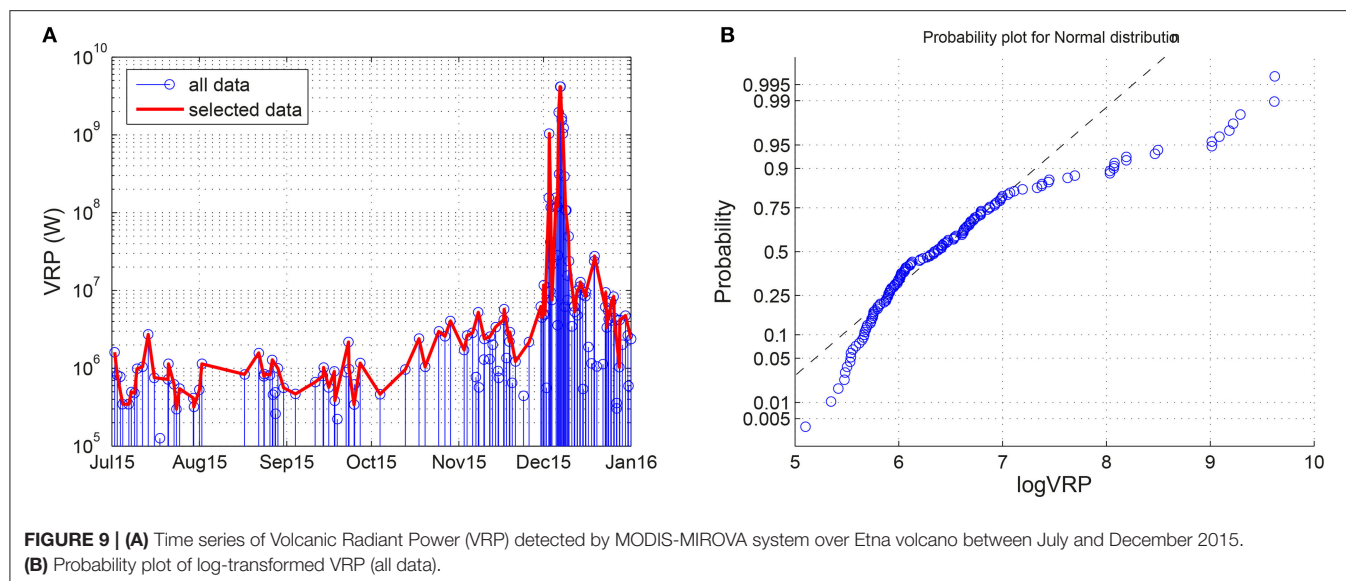 A
10^10
10^9
10^8
10^7
10^6
10^5
VRP (W)
all data
selected data
Jul15 Aug15 Sep15 Oct15 Nov15 Dec15 Jan16
B
Probability plot for Normal distribution
0.995
0.99
0.95
0.9
0.75
0.5
0.25
0.1
0.05
0.01
0.005
Probability
5 6 7 8 9 10
logVRP
FIGURE 9 | (A) Time series of Volcanic Radiant Power (VRP) detected by MODIS-MIROVA system over Etna volcano between July and December 2015.
(B) Probability plot of log-transformed VRP (all data).